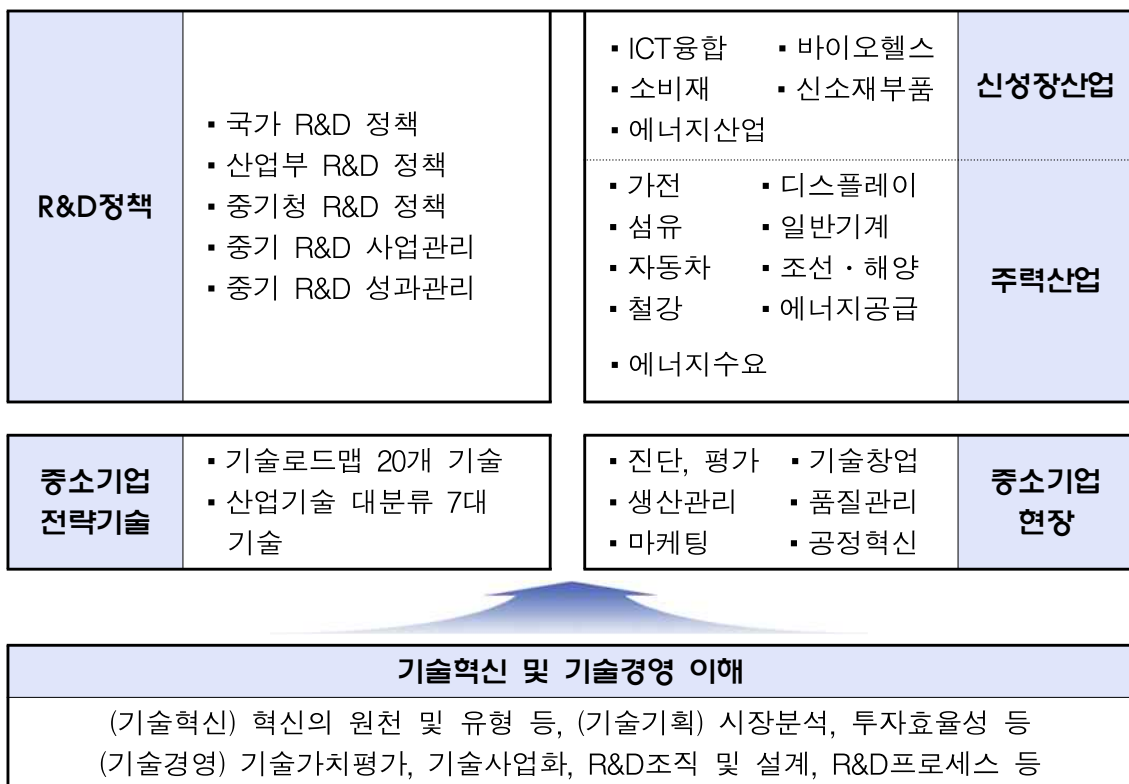 R&D정책
▪ 국가 R&D 정책
▪ 산업부 R&D 정책
▪ 중기청 R&D 정책
▪ 중기 R&D 사업관리
▪ 중기 R&D 성과관리
▪ ICT융합 ▪ 바이오헬스
▪ 소비재 ▪ 신소재부품
▪ 에너지산업
신성장산업
▪ 가전 ▪ 디스플레이
▪ 섬유 ▪ 일반기계
▪ 자동차 ▪ 조선 · 해양
▪ 철강 ▪ 에너지공급
▪ 에너지수요
주력산업
중소기업
전략기술
▪ 기술로드맵 20개 기술
▪ 산업기술 대분류 7대
기술
▪ 진단, 평가 ▪ 기술창업
▪ 생산관리 ▪ 품질관리
▪ 마케팅 ▪ 공정혁신
중소기업
현장
기술혁신 및 기술경영 이해
(기술혁신) 혁신의 원천 및 유형 등, (기술기획) 시장분석, 투자효율성 등
(기술경영) 기술가치평가, 기술사업화, R&D조직 및 설계, R&D프로세스 등